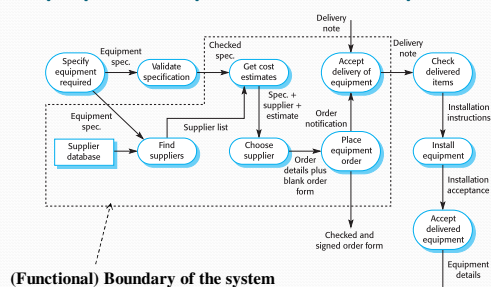 Delivery
note
Equipment
spec.
Checked
spec.
Delivery
note
Specify
equipment
required
Validate
specification
Get cost
estimates
Accept
delivery of
equipment
Check
delivered
items
Spec. +
supplier +
estimate
Equipment
spec.
Supplier list
Order
notification
Installation
instructions
Supplier
database
Find
suppliers
Choose
supplier
Place
equipment
order
Install
equipment
Order
details plus
blank order
form
Installation
acceptance
Accept
delivered
equipment
Checked and
signed order form
Equipment
details
(Functional) Boundary of the system